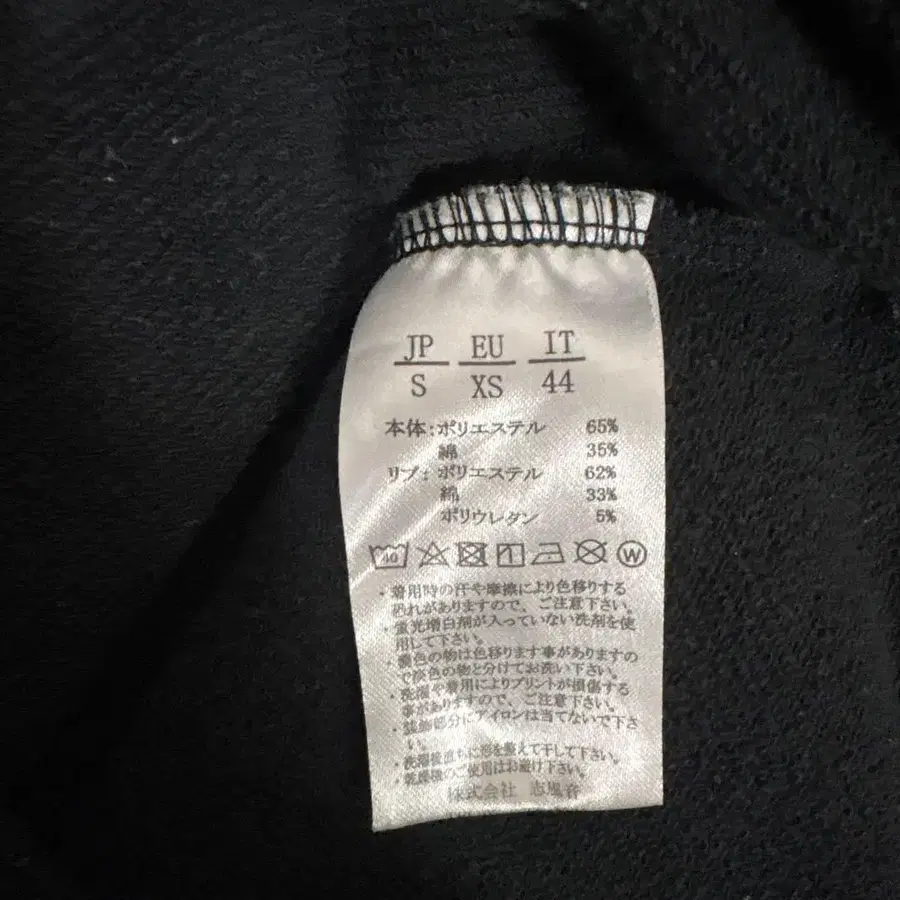 JP EU IT
S XS 44
本体:ポリエステル 65%
綿 35%
リブ:ポリエステル 62%
綿 33%
ポリウレタン 5%
40 W
・着用時の汗や摩擦により色移りする
恐れがありますので、ご注意下さい。
・蛍光増白剤が入っていない洗剤を使
用して下さい。
・濃色の物は色移ります事がありますの
で淡色の物と分けてお洗い下さい。
・洗濯や着用によりプリントが損傷する
事があります。ご注意下さい。
・装飾部分にアイロンは当てないで下さ
い。
・洗濯後直ちに形を整えて干して下さい。
・乾燥機のご使用はお避け下さい。
株式会社 志風音